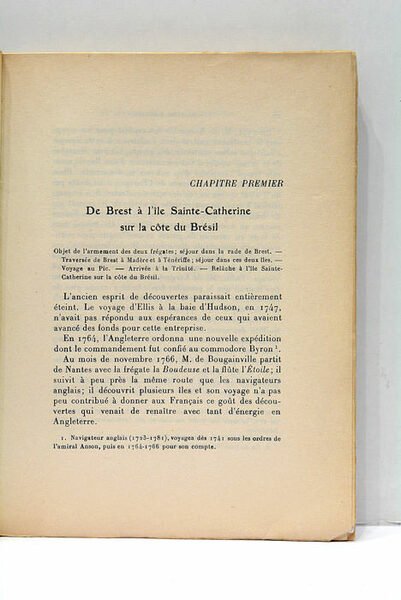 CHAPITRE PREMIER
De Brest à l'île Sainte-Catherine
sur la côte du Brésil
Objet de l'armement des deux frégates; séjour dans la rade de Brest. —
Traversée de Brest à Madère et à Ténériffe; séjour dans ces deux îles. —
Voyage au Pic. — Arrivée à la Trinité. — Relâche à l'île Sainte-
Catherine sur la côte du Brésil.
L'ancien esprit de découvertes paraissait entièrement
éteint. Le voyage d'Ellis à la baie d'Hudson, en 1747,
n'avait pas répondu aux espérances de ceux qui avaient
avancé des fonds pour cette entreprise.
En 1764, l'Angleterre ordonna une nouvelle expédition
dont le commandement fut confié au commodore Byron 1.
Au mois de novembre 1766, M. de Bougainville partit
de Nantes avec la frégate la Boudeuse et la flûte l'Étoile; il
suivit à peu près la même route que les navigateurs
anglais; il découvrit plusieurs îles et son voyage n'a pas
peu contribué à donner aux Français ce goût des décou-
vertes qui venait de renaître avec tant d'énergie en
Angleterre.
1. Navigateur anglais (1723-1781), voyagea dès 1741 sous les ordres de
l'amiral Anson, puis en 1764-1766 pour son compte.